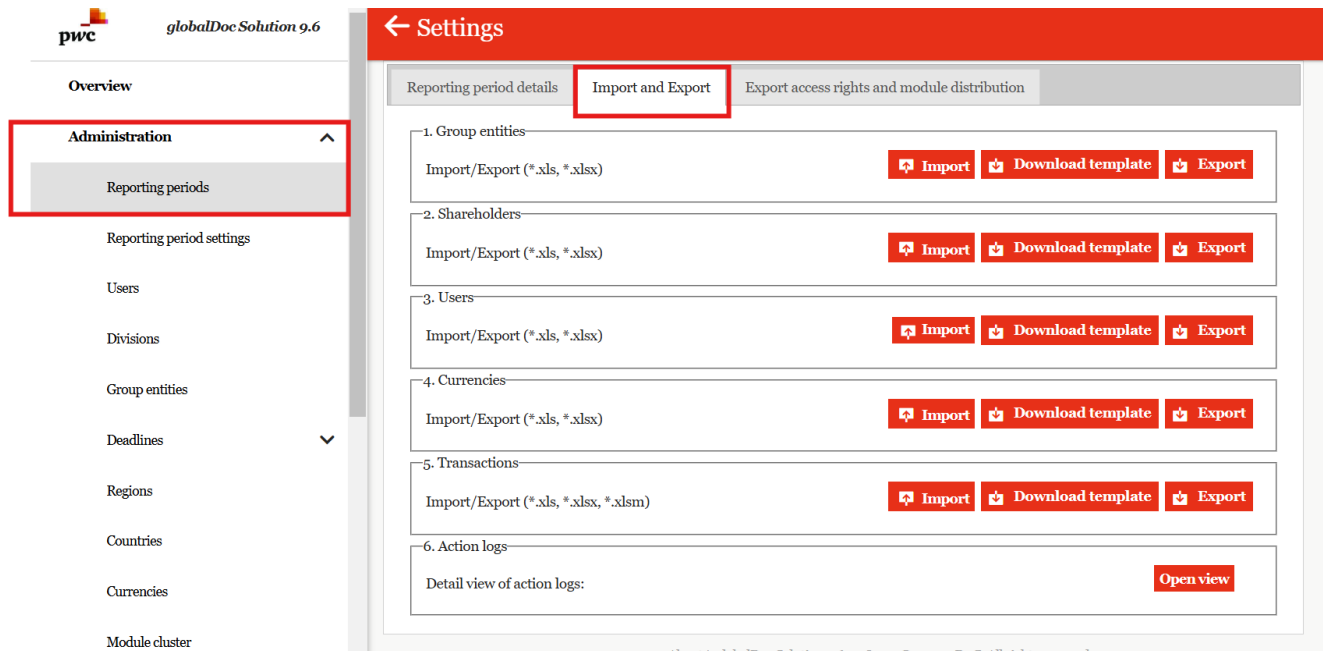 pwc
globalDoc Solution 9.6
Overview
Administration
Reporting periods
Reporting period settings
Users
Divisions
Group entities
Deadlines
Regions
Countries
Currencies
Module cluster
Settings
Reporting period details Import and Export Export access rights and module distribution
1. Group entities
Import/Export (*.xls, *.xlsx) Import Download template Export
2. Shareholders
Import/Export (*.xls, *.xlsx) Import Download template Export
3. Users
Import/Export (*.xls, *.xlsx) Import Download template Export
4. Currencies
Import/Export (*.xls, *.xlsx) Import Download template Export
5. Transactions
Import/Export (*.xls, *.xlsx, *.xlsm) Import Download template Export
6. Action logs
Detail view of action logs: Open view